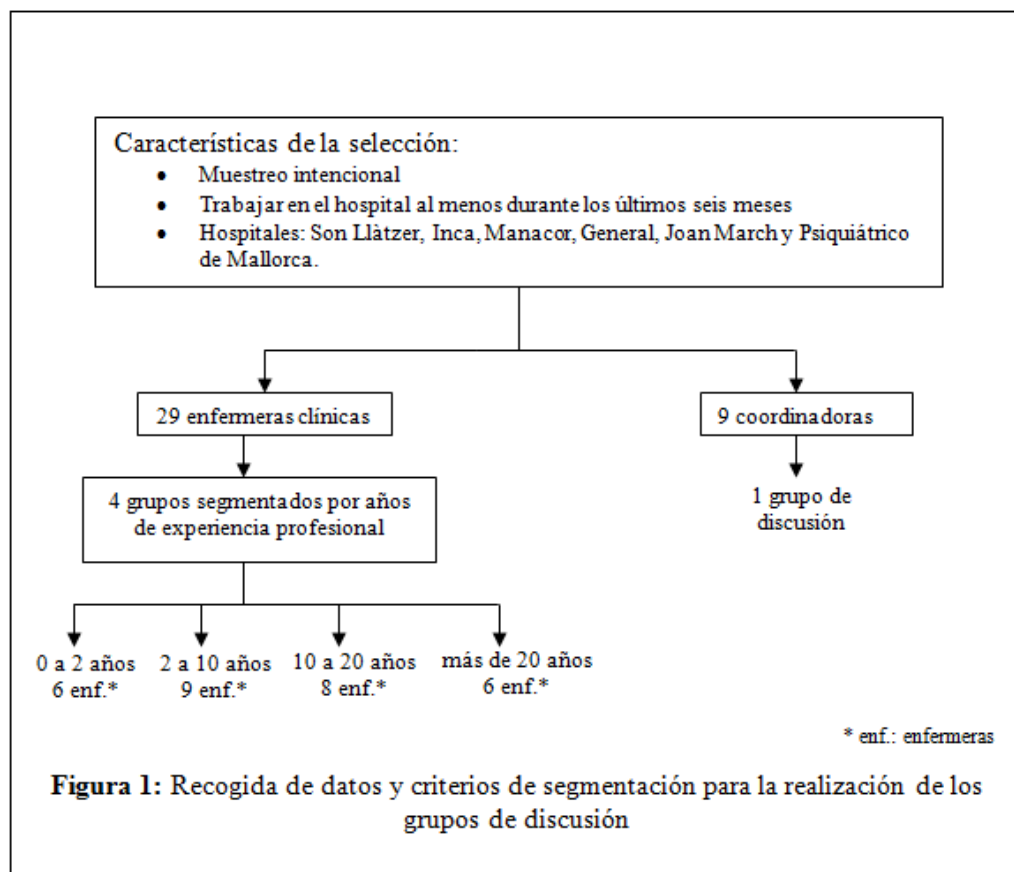 Características de la selección:
• Muestreo intencional
• Trabajar en el hospital al menos durante los últimos seis meses
• Hospitales: Son Llàtzer, Inca, Manacor, General, Joan March y Psiquiátrico
de Mallorca.
29 enfermeras clínicas
9 coordinadoras
4 grupos segmentados por años
de experiencia profesional
1 grupo de
discusión
0 a 2 años
6 enf.*
2 a 10 años
9 enf.*
10 a 20 años
8 enf.*
más de 20 años
6 enf.*
* enf.: enfermeras
Figura 1: Recogida de datos y criterios de segmentación para la realización de los
grupos de discusión